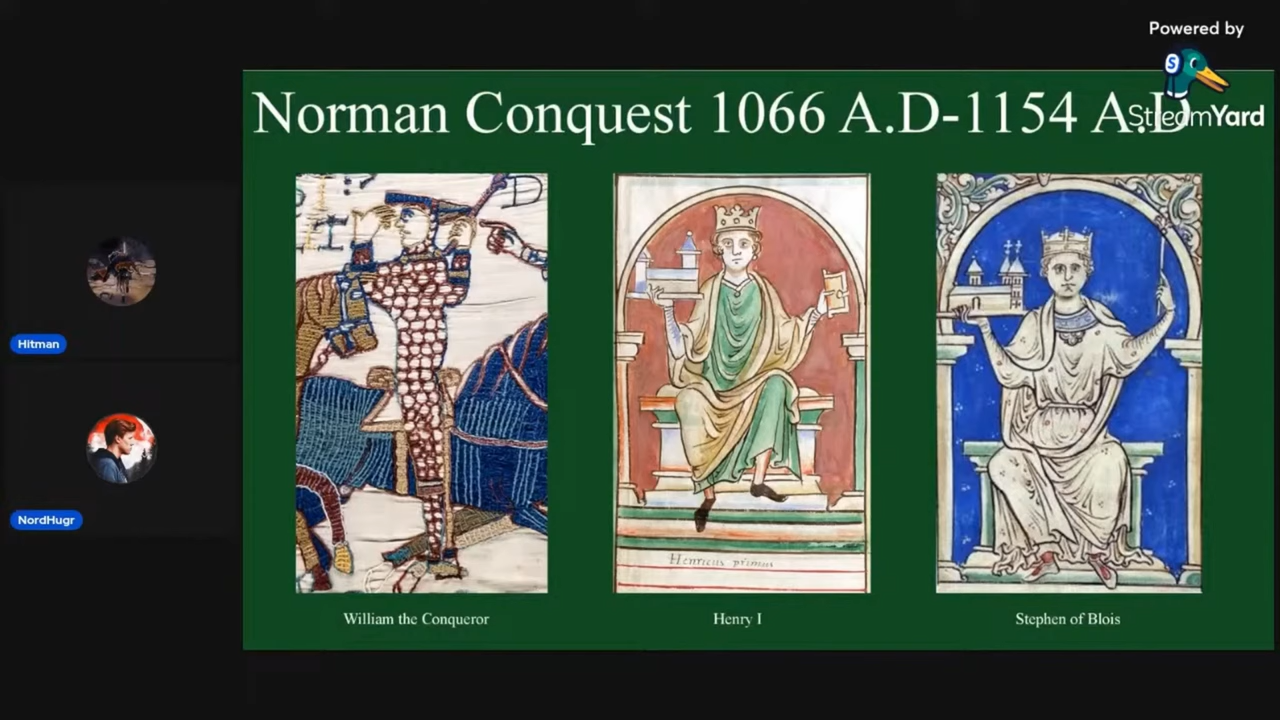 Powered by
S
StreamYard
Norman Conquest 1066 A.D-1154 A.D
D
Henricus primus
William the Conqueror
Henry I
Stephen of Blois
Hitman
NordHugr